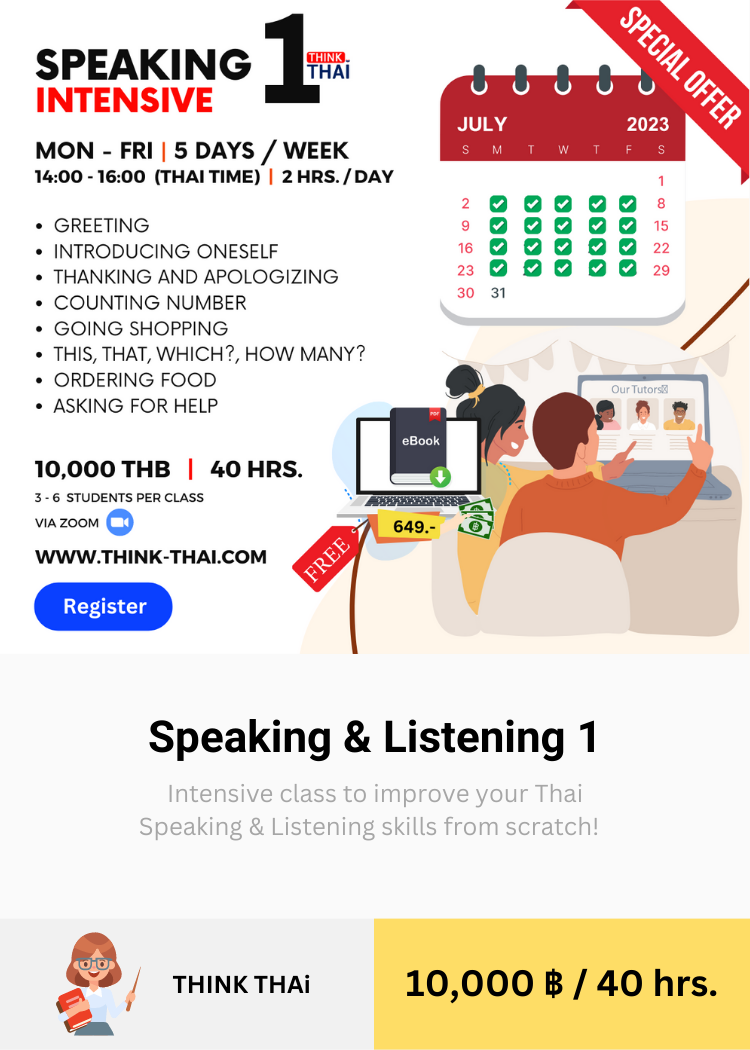 SPEAKING 1
INTENSIVE
THINK-
THAi
SPECIAL OFFER
MON - FRI | 5 DAYS / WEEK
14:00 - 16:00 (THAI TIME) | 2 HRS. / DAY
JULY 2023
S M T W T F S
1
2 8
9 15
16 22
23 29
30 31
• GREETING
• INTRODUCING ONESELF
• THANKING AND APOLOGIZING
• COUNTING NUMBER
• GOING SHOPPING
• THIS, THAT, WHICH?, HOW MANY?
• ORDERING FOOD
• ASKING FOR HELP
Our Tutors
PDF
eBook
649.-
FREE
10,000 THB | 40 HRS.
3 - 6 STUDENTS PER CLASS
VIA ZOOM
WWW.THINK-THAI.COM
Register
Speaking & Listening 1
Intensive class to improve your Thai
Speaking & Listening skills from scratch!
THINK THAi
10,000 ฿ / 40 hrs.